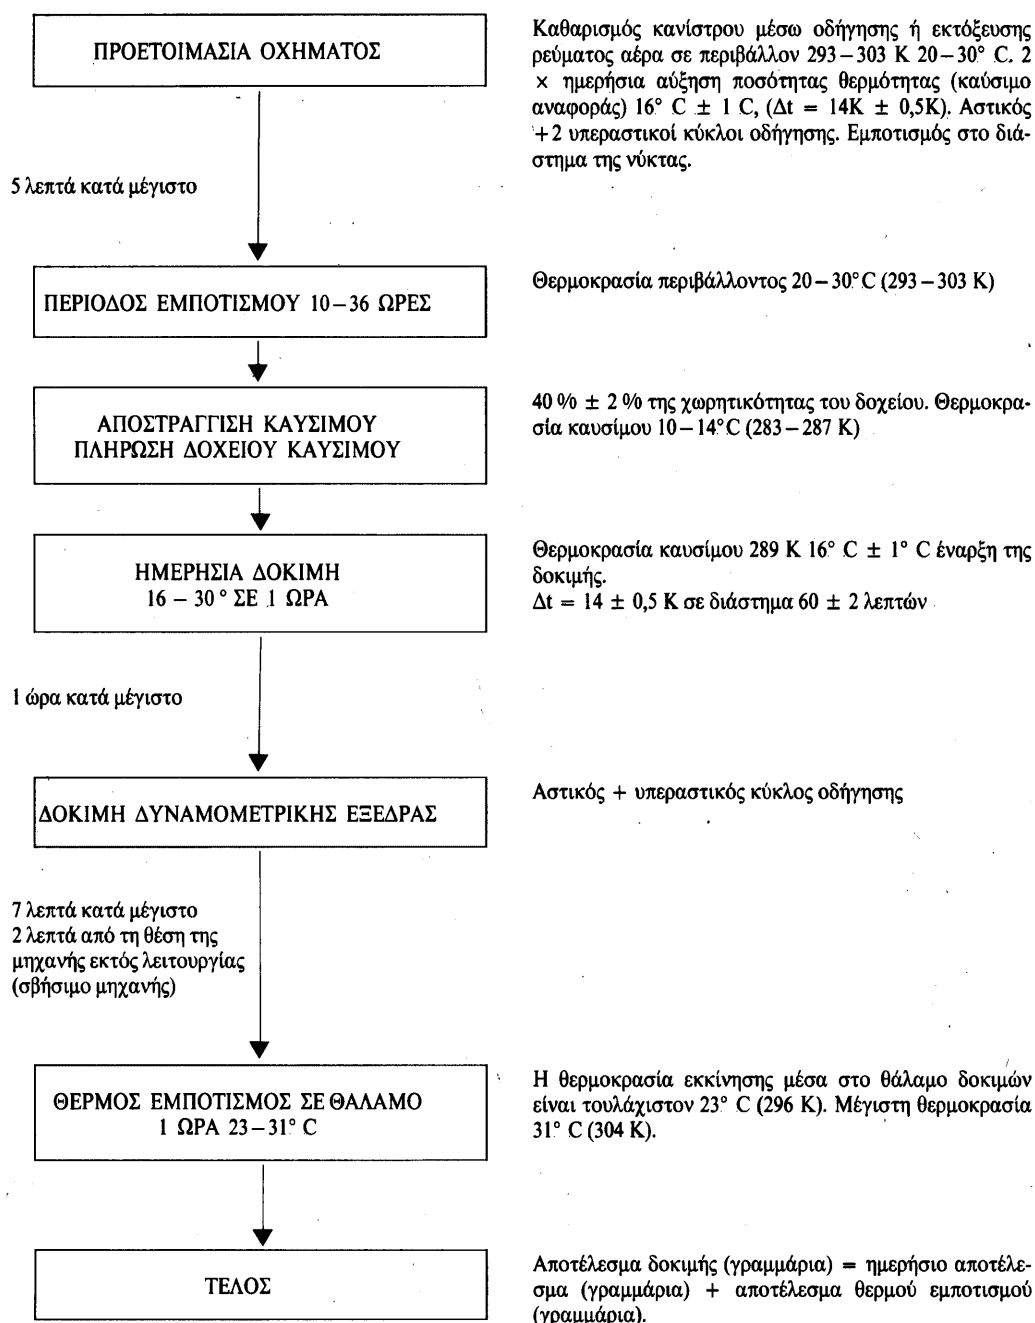 ΠΡΟΕΤΟΙΜΑΣΙΑ ΟΧΗΜΑΤΟΣ
Καθαρισμός κανίστρου μέσω οδήγησης ή εκτόξευσης
ρεύματος αέρα σε περιβάλλον 293–303 Κ 20–30° C. 2
× ημερήσια αύξηση ποσότητας θερμότητας (καύσιμο
αναφοράς) 16° C ± 1 C, (Δt = 14K ± 0,5K). Αστικός
+2 υπεραστικοί κύκλοι οδήγησης. Εμποτισμός στο διά-
στημα της νύκτας.
5 λεπτά κατά μέγιστο
ΠΕΡΙΟΔΟΣ ΕΜΠΟΤΙΣΜΟΥ 10–36 ΩΡΕΣ
Θερμοκρασία περιβάλλοντος 20–30° C (293–303 K)
ΑΠΟΣΤΡΑΓΓΙΣΗ ΚΑΥΣΙΜΟΥ
ΠΛΗΡΩΣΗ ΔΟΧΕΙΟΥ ΚΑΥΣΙΜΟΥ
40 % ± 2 % της χωρητικότητας του δοχείου. Θερμοκρα-
σία καυσίμου 10–14° C (283–287 K)
ΗΜΕΡΗΣΙΑ ΔΟΚΙΜΗ
16 – 30 ° ΣΕ 1 ΩΡΑ
Θερμοκρασία καυσίμου 289 K 16° C ± 1° C έναρξη της
δοκιμής.
Δt = 14 ± 0,5 K σε διάστημα 60 ± 2 λεπτών
1 ώρα κατά μέγιστο
ΔΟΚΙΜΗ ΔΥΝΑΜΟΜΕΤΡΙΚΗΣ ΕΞΕΔΡΑΣ
Αστικός + υπεραστικός κύκλος οδήγησης
7 λεπτά κατά μέγιστο
2 λεπτά από τη θέση της
μηχανής εκτός λειτουργίας
(σβήσιμο μηχανής)
ΘΕΡΜΟΣ ΕΜΠΟΤΙΣΜΟΣ ΣΕ ΘΑΛΑΜΟ
1 ΩΡΑ 23–31° C
Η θερμοκρασία εκκίνησης μέσα στο θάλαμο δοκιμών
είναι τουλάχιστον 23° C (296 K). Μέγιστη θερμοκρασία
31° C (304 K).
ΤΕΛΟΣ
Αποτέλεσμα δοκιμής (γραμμάρια) = ημερήσιο αποτέλε-
σμα (γραμμάρια) + αποτέλεσμα θερμού εμποτισμού
(γραμμάρια).